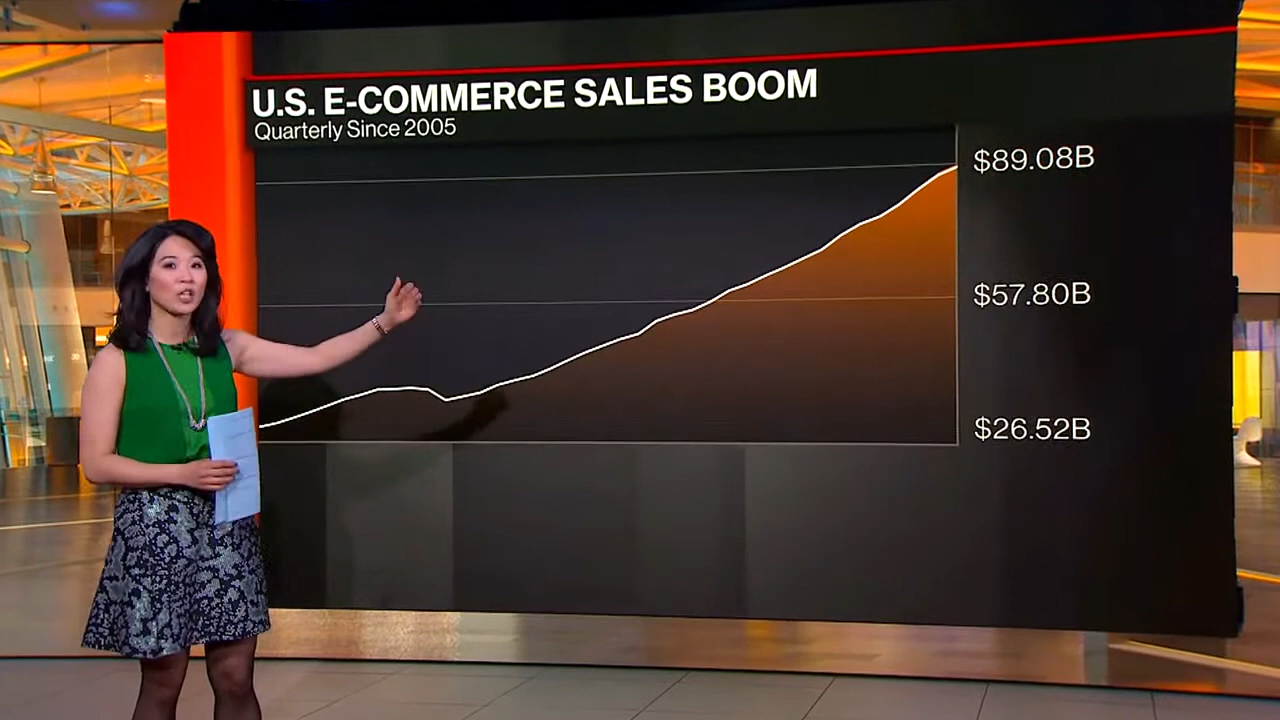 U.S. E-COMMERCE SALES BOOM
Quarterly Since 2005
$89.08B
$57.80B
$26.52B